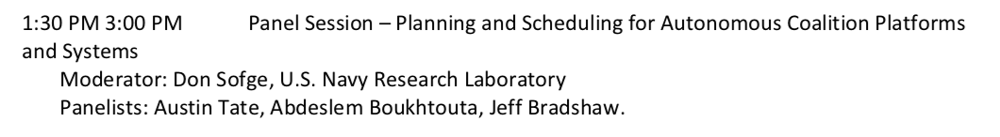 1:30 PM 3:00 PM Panel Session – Planning and Scheduling for Autonomous Coalition Platforms
and Systems
Moderator: Don Sofge, U.S. Navy Research Laboratory
Panelists: Austin Tate, Abdeslem Boukhtouta, Jeff Bradshaw.